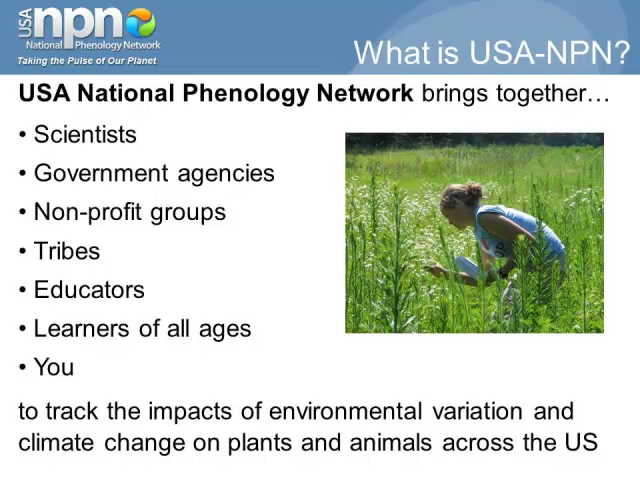 USA npn
National Phenology Network
Taking the Pulse of Our Planet
What is USA-NPN?
USA National Phenology Network brings together…
• Scientists
• Government agencies
• Non-profit groups
• Tribes
• Educators
• Learners of all ages
• You
to track the impacts of environmental variation and
climate change on plants and animals across the US